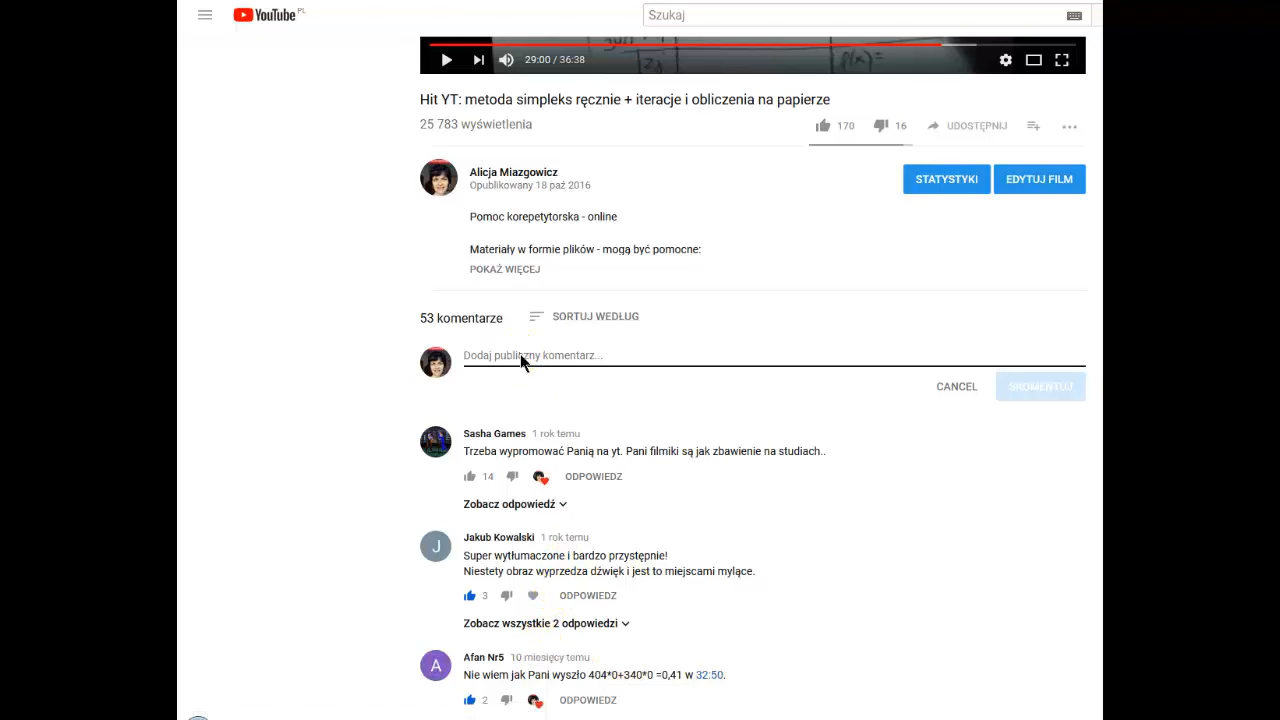 YouTube PL
Szukaj
29:00 / 36:38
Hit YT: metoda simpleks ręcznie + iteracje i obliczenia na papierze
25 783 wyświetlenia
170 16 UDOSTĘPNIJ
Alicja Miazgowicz
Opublikowany 18 paź 2016
STATYSTYKI EDYTUJ FILM
Pomoc korepetytorska - online
Materiały w formie plików - mogą być pomocne:
POKAŻ WIĘCEJ
53 komentarze SORTUJ WEDŁUG
Dodaj publiczny komentarz...
CANCEL SKOMENTUJ
Sasha Games 1 rok temu
Trzeba wypromować Panią na yt. Pani filmiki są jak zbawienie na studiach..
14 ODPOWIEDZ
Zobacz odpowiedź
J
Jakub Kowalski 1 rok temu
Super wytłumaczone i bardzo przystępnie!
Niestety obraz wyprzedza dźwięk i jest to miejscami mylące.
3 ODPOWIEDZ
Zobacz wszystkie 2 odpowiedzi
A
Afan Nr5 10 miesięcy temu
Nie wiem jak Pani wyszło 404*0+340*0 =0,41 w 32:50.
2 ODPOWIEDZ